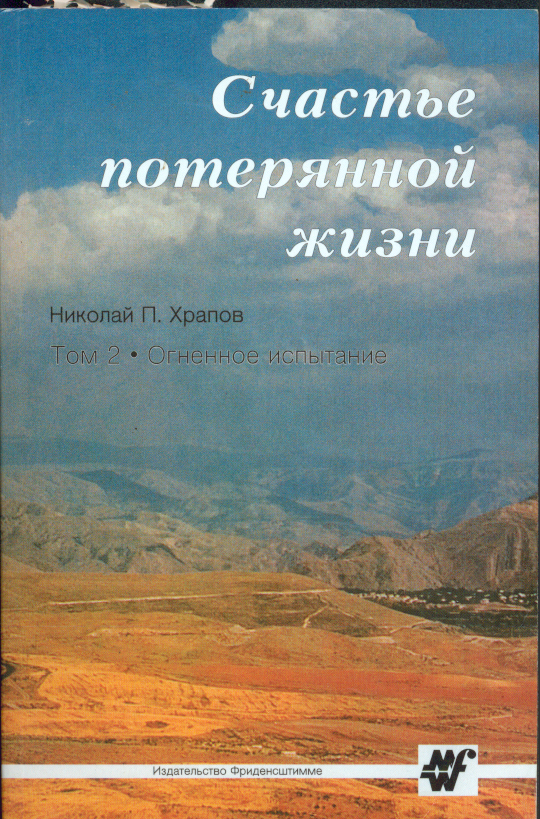 Счастье
потерянной
жизни
Николай П. Храпов
Том 2 • Огненное испытание
Издательство Фриденсштимме